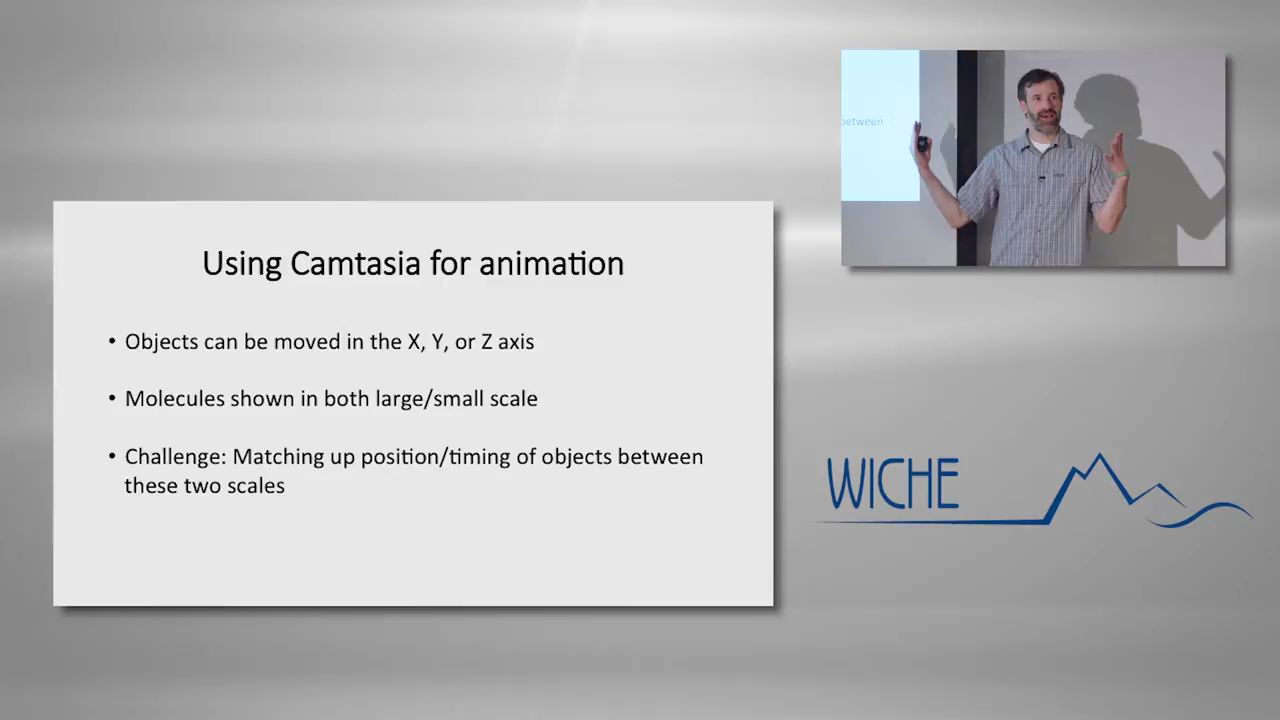 between
Using Camtasia for animation
• Objects can be moved in the X, Y, or Z axis
• Molecules shown in both large/small scale
• Challenge: Matching up position/timing of objects between
these two scales
WICHE